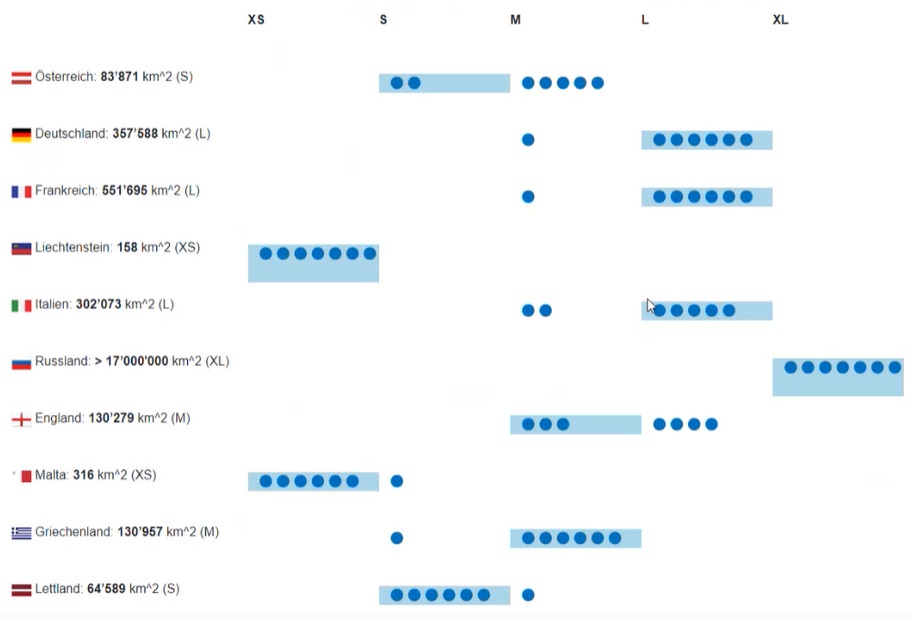 XS S M L XL
Österreich: 83’871 km^2 (S)
Deutschland: 357’588 km^2 (L)
Frankreich: 551’695 km^2 (L)
Liechtenstein: 158 km^2 (XS)
Italien: 302’073 km^2 (L)
Russland: > 17’000’000 km^2 (XL)
England: 130’279 km^2 (M)
Malta: 316 km^2 (XS)
Griechenland: 130’957 km^2 (M)
Lettland: 64’589 km^2 (S)